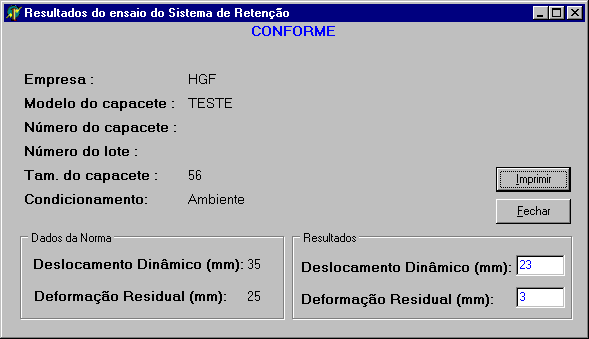 Resultados do ensaio do Sistema de Retenção
CONFORME
Empresa : HGF
Modelo do capacete : TESTE
Número do capacete :
Número do lote :
Tam. do capacete : 56
Condicionamento: Ambiente
Imprimir
Fechar
Dados da Norma
Deslocamento Dinâmico (mm): 35
Deformação Residual (mm): 25
Resultados
Deslocamento Dinâmico (mm): 23
Deformação Residual (mm): 3